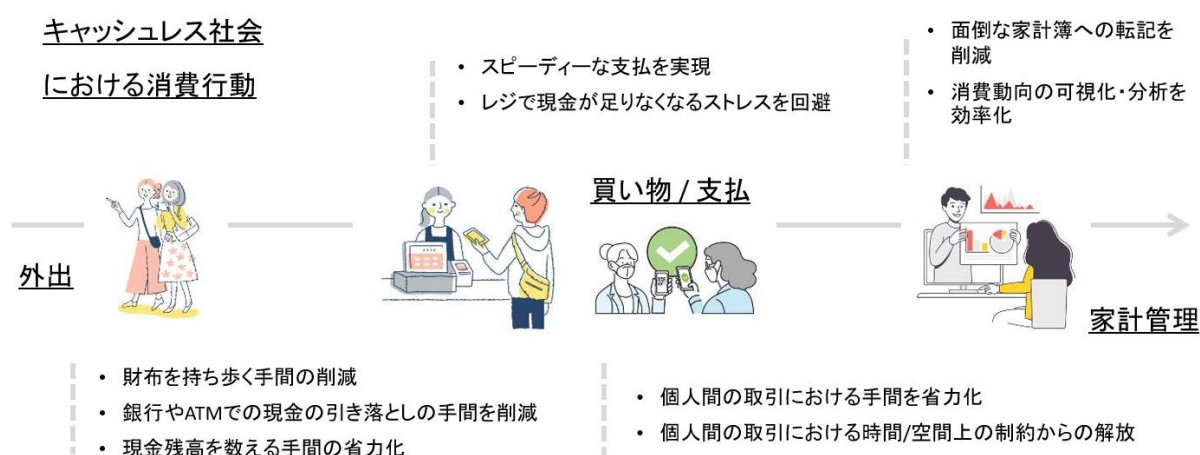 キャッシュレス社会
における消費行動
• スピーディーな支払を実現
• レジで現金が足りなくなるストレスを回避
• 面倒な家計簿への転記を
削減
• 消費動向の可視化・分析を
効率化
外出
買い物 / 支払
家計管理
• 財布を持ち歩く手間の削減
• 銀行やATMでの現金の引き落としの手間を削減
• 現金残高を数える手間の省力化
• 個人間の取引における手間を省力化
• 個人間の取引における時間/空間上の制約からの解放